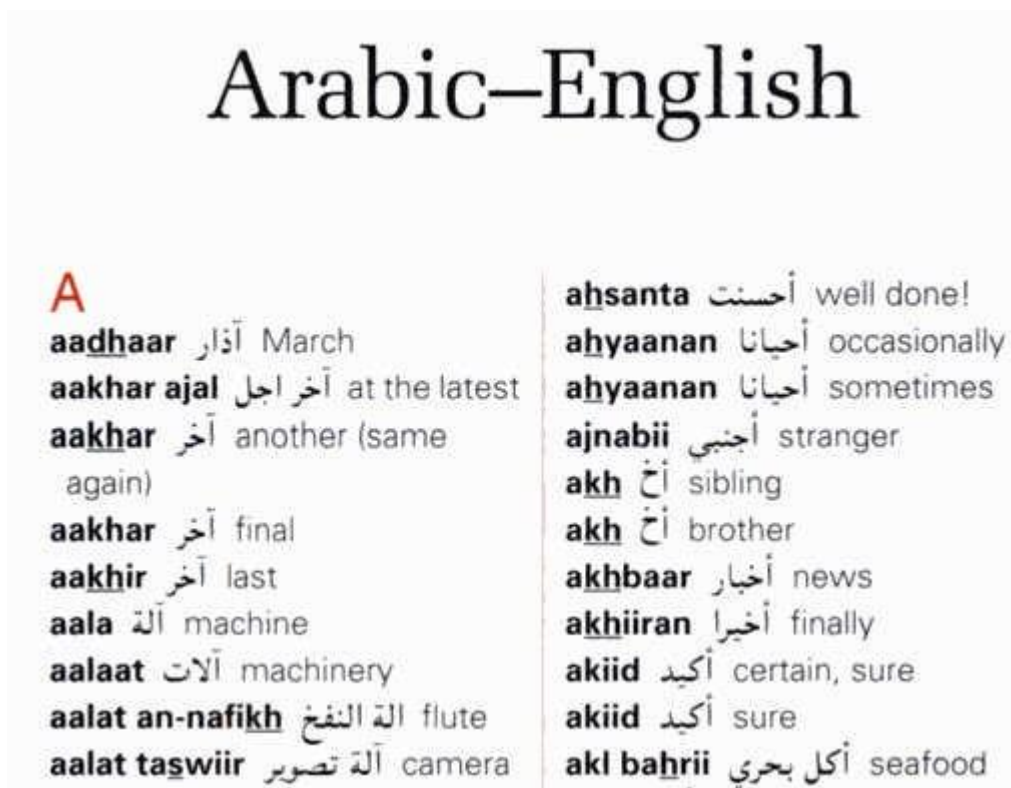 Arabic–English
A
aadhaar آذار March
aakhar ajal آخر اجل at the latest
aakhar آخر another (same
again)
aakhar آخر final
aakhir آخر last
aala آلة machine
aalaat آلات machinery
aalat an-nafikh الة النفخ flute
aalat taswiir آلة تصوير camera
ahsanta أحسنت well done!
ahyaanan أحيانا occasionally
ahyaanan أحيانا sometimes
ajnabii أجنبي stranger
akh أخ sibling
akh أخ brother
akhbaar أخبار news
akhiiran أخيرا finally
akiid أكيد certain, sure
akiid أكيد sure
akl bahrii أكل بحري seafood